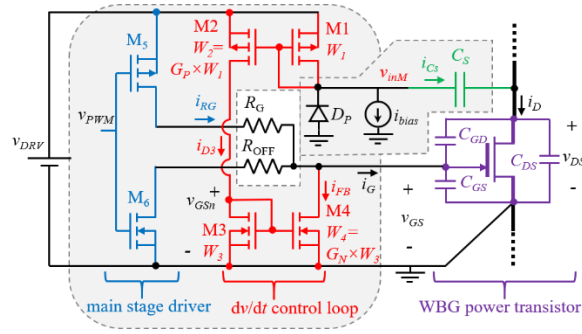 M5
M2
W2=
GP×W1
M1
W1
vinM
iCs
CS
vPWM
iRG
RG
DP
ibias
iD
vDRV
iD3
ROFF
CGD
CDS
vDS
+
-
iG
CGS
vGSn
+
-
iFB
+
vGS
-
M6
M3
W3
M4
W4=
GN×W3
main stage driver
dv/dt control loop
WBG power transistor